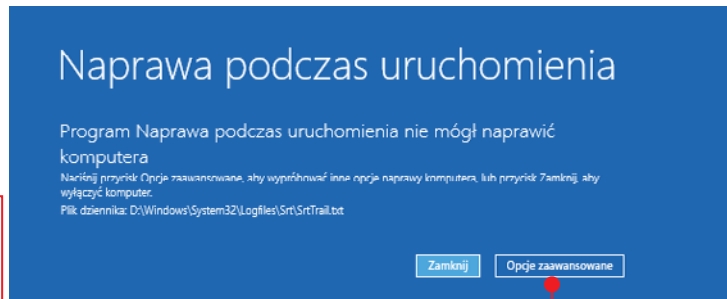 Naprawa podczas uruchomienia
Program Naprawa podczas uruchomienia nie mógł naprawić
komputera
Naciśnij przycisk Opcje zaawansowane, aby wypróbować inne opcje naprawy komputera, lub przycisk Zamknij, aby
wyłączyć komputer.
Plik dziennika: D:\Windows\System32\Logfiles\Srt\SrtTrail.txt
Zamknij Opcje zaawansowane